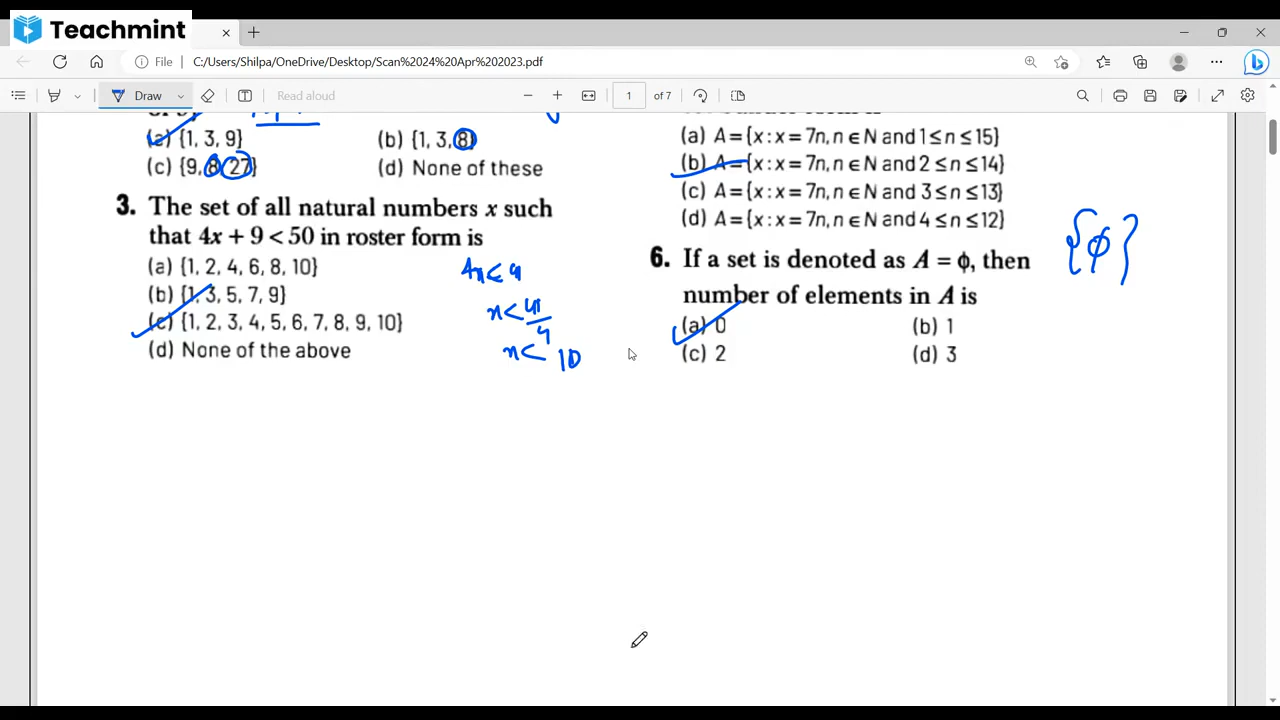 Teachmint
File C:/Users/Shilpa/OneDrive/Desktop/Scan%2024%20Apr%202023.pdf
Draw Read aloud 1 of 7
(a) {1, 3, 9} (b) {1, 3, 8}
(c) {9, 8, 27} (d) None of these
3. The set of all natural numbers x such
that 4x + 9 < 50 in roster form is
(a) {1, 2, 4, 6, 8, 10}
(b) {1, 3, 5, 7, 9}
(c) {1, 2, 3, 4, 5, 6, 7, 8, 9, 10}
(d) None of the above
x < 41/4
x < 10
(a) A = {x : x = 7n, n ∈ N and 1 ≤ n ≤ 15}
(b) A = {x : x = 7n, n ∈ N and 2 ≤ n ≤ 14}
(c) A = {x : x = 7n, n ∈ N and 3 ≤ n ≤ 13}
(d) A = {x : x = 7n, n ∈ N and 4 ≤ n ≤ 12}
6. If a set is denoted as A = ϕ, then
number of elements in A is
(a) 0 (b) 1
(c) 2 (d) 3
{ϕ}